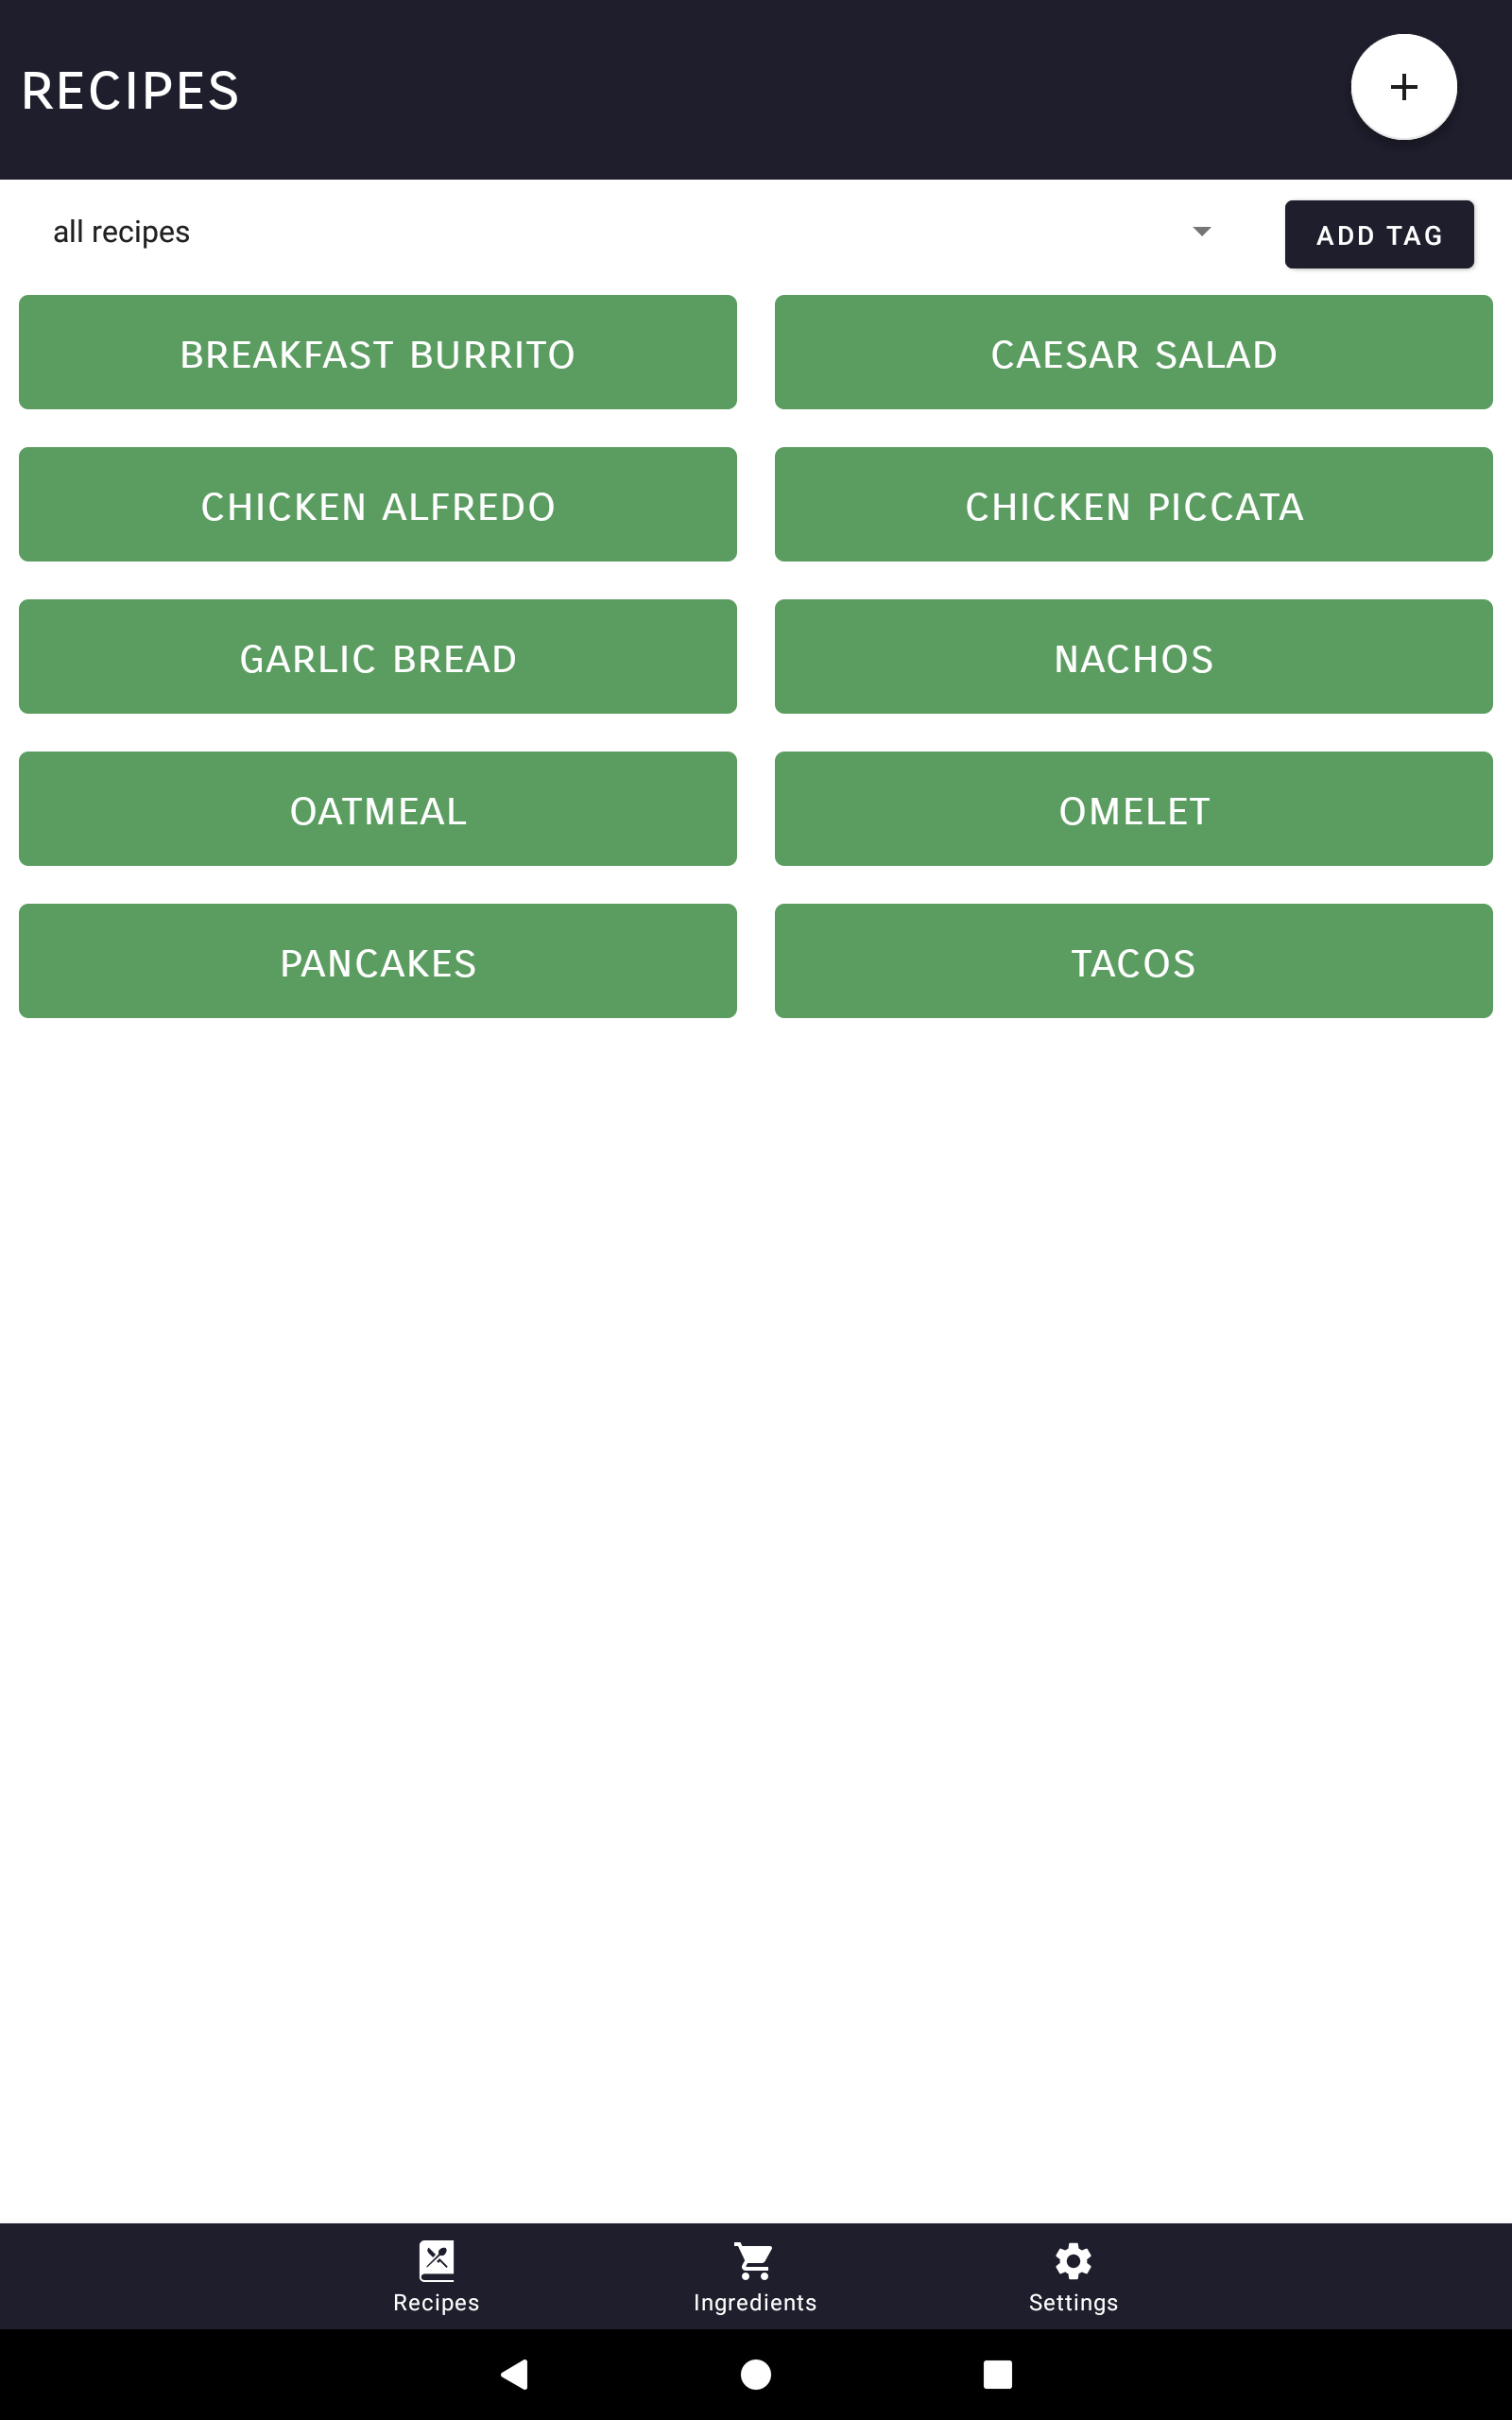 RECIPES
all recipes
ADD TAG
BREAKFAST BURRITO
CAESAR SALAD
CHICKEN ALFREDO
CHICKEN PICCATA
GARLIC BREAD
NACHOS
OATMEAL
OMELET
PANCAKES
TACOS
Recipes
Ingredients
Settings